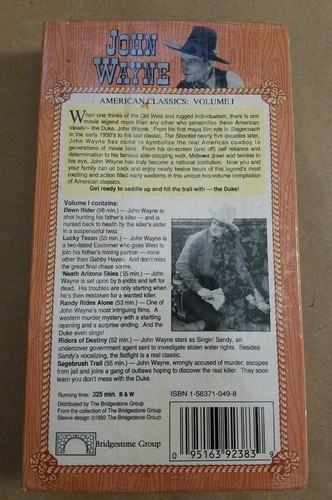 JOHN
WAYNE
AMERICAN CLASSICS: VOLUME I
When one thinks of the Old West and rugged individualism, there is one
movie legend more than any other who personifies these American
ideals— the Duke, John Wayne. From his first major film role in Stagecoach
in the early 1930's to his last classic, The Shootist nearly five decades later,
John Wayne has come to symbolize the real American cowboy to
generations of movie fans. From his on-screen (and off) self reliance and
determination to his famous side-stepping walk, Midwest drawl and twinkle in
his eye, John Wayne has truly become a national institution. Now you and
your family can sit back and enjoy nearly twelve hours of this legend's most
exciting and action filled early westerns in this unique two-volume compilation
of American classics.
Get ready to saddle up and hit the trail with — the Duke!
Volume I contains:
Dawn Rider (56 min.) — John Wayne is
shot hunting his father's killer — and is
nursed back to health by the killer's sister
in a suspenseful twist.
Lucky Texan (55 min.) — John Wayne is
a two-fisted Easterner who goes West to
join his father's mining partner — none
other than Gabby Hayes. And don't miss
the great final chase scene.
'Neath Arizona Skies (55 min.) — John
Wayne is set upon by bandits and left for
dead. His troubles are only starting when
he's then mistaken for a wanted killer.
Randy Rides Alone (53 min.) — One of
John Wayne's most intriguing films. A
western murder mystery with a startling
opening and a surprise ending. And the
Duke even sings!
Riders of Destiny (52 min.) — John Wayne stars as Singin' Sandy, an
undercover government agent sent to investigate stolen water rights. Besides
Sandy's vocalizing, the fistfight is a real classic.
Sagebrush Trail (55 min.) — John Wayne, wrongly accused of murder, escapes
from jail and joins a gang of outlaws hoping to discover the real killer. They soon
learn you don't mess with the Duke.
Running time: 325 min. B & W
Distributed by The Bridgestone Group
From the collection of The Bridgestone Group
Sleeve design ©1992 The Bridgestone Group
Bridgestone Group
ISBN 1-56371-049-8
0 95163 92383 9